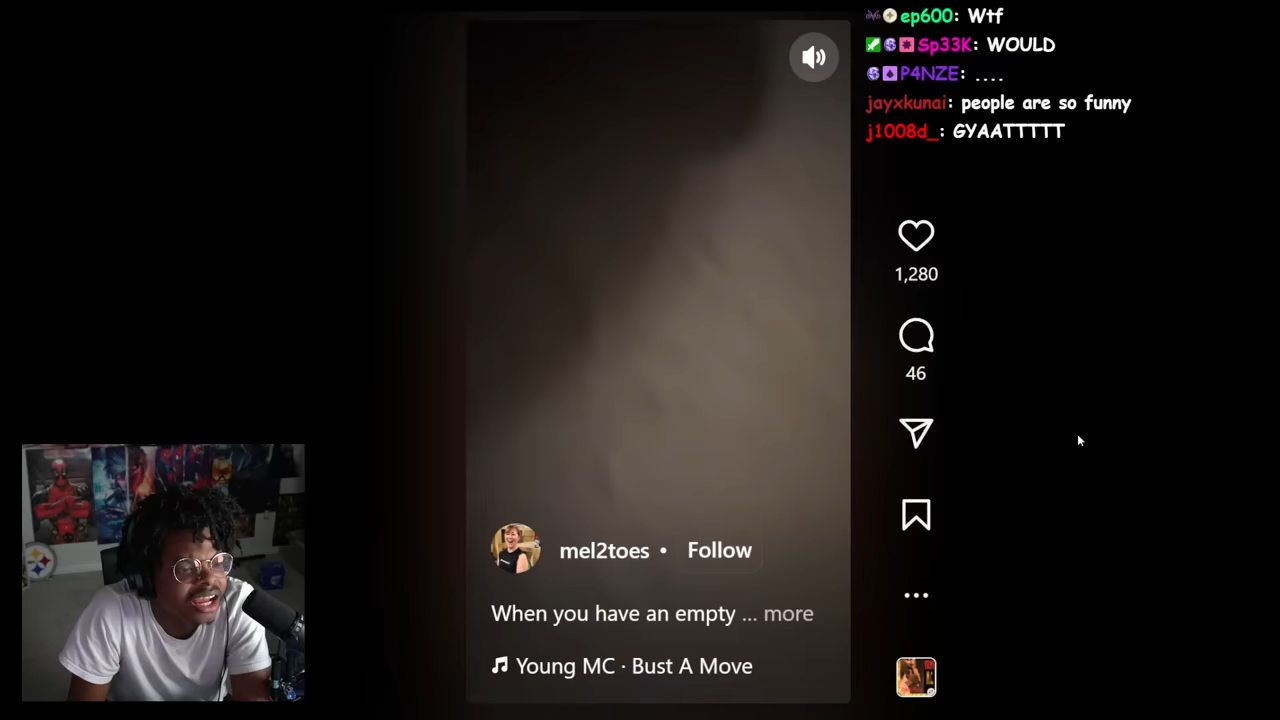 ep600: Wtf
Sp33K: WOULD
P4NZE: ....
jayxkunai: people are so funny
j1008d_: GYAATTTTT
1,280
46
mel2toes • Follow
When you have an empty ... more
Young MC · Bust A Move